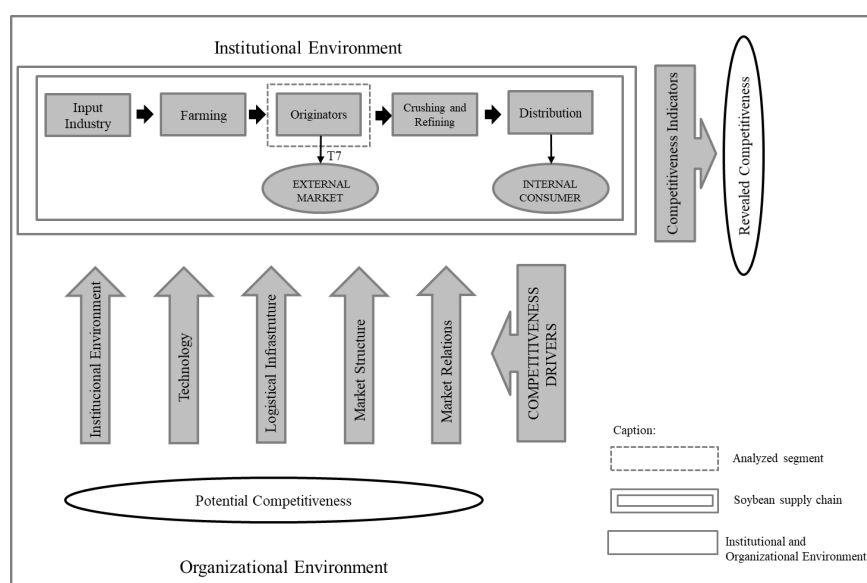 Institutional Environment
Input
Industry
Farming
Originators
Crushing and
Refining
Distribution
T7
EXTERNAL
MARKET
INTERNAL
CONSUMER
Competitiveness Indicators
Revealed Competitiveness
Institucional Environment
Technology
Logistical Infrastruture
Market Structure
Market Relations
COMPETITIVENESS
DRIVERS
Potential Competitiveness
Organizational Environment
Caption:
Analyzed segment
Soybean supply chain
Institutional and
Organizational Environment